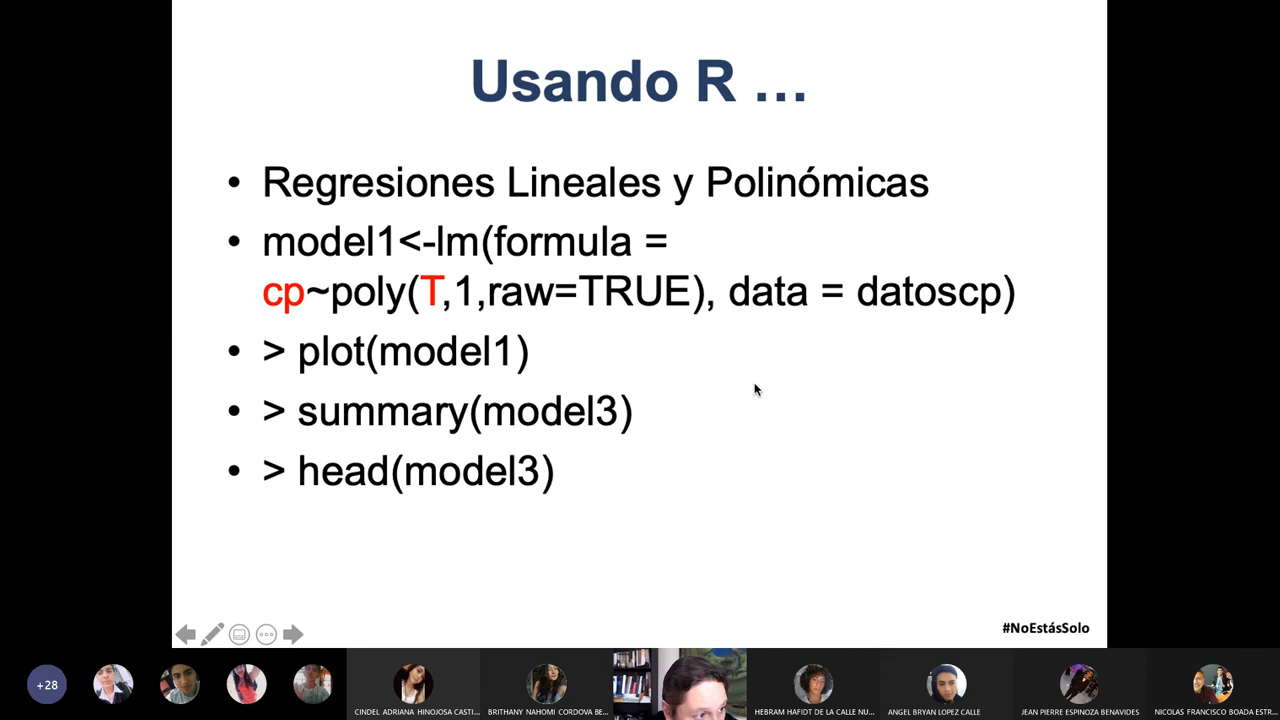 Usando R …
• Regresiones Lineales y Polinómicas
• model1<-lm(formula =
cp~poly(T,1,raw=TRUE), data = datoscp)
• > plot(model1)
• > summary(model3)
• > head(model3)
#NoEstásSolo
+28
CINDEL ADRIANA HINOJOSA CASTI...
BRITHANY NAHOMI CORDOVA BE...
HEBRAM HAFIDT DE LA CALLE NU...
ANGEL BRYAN LOPEZ CALLE
JEAN PIERRE ESPINOZA BENAVIDES
NICOLAS FRANCISCO BOADA ESTR...